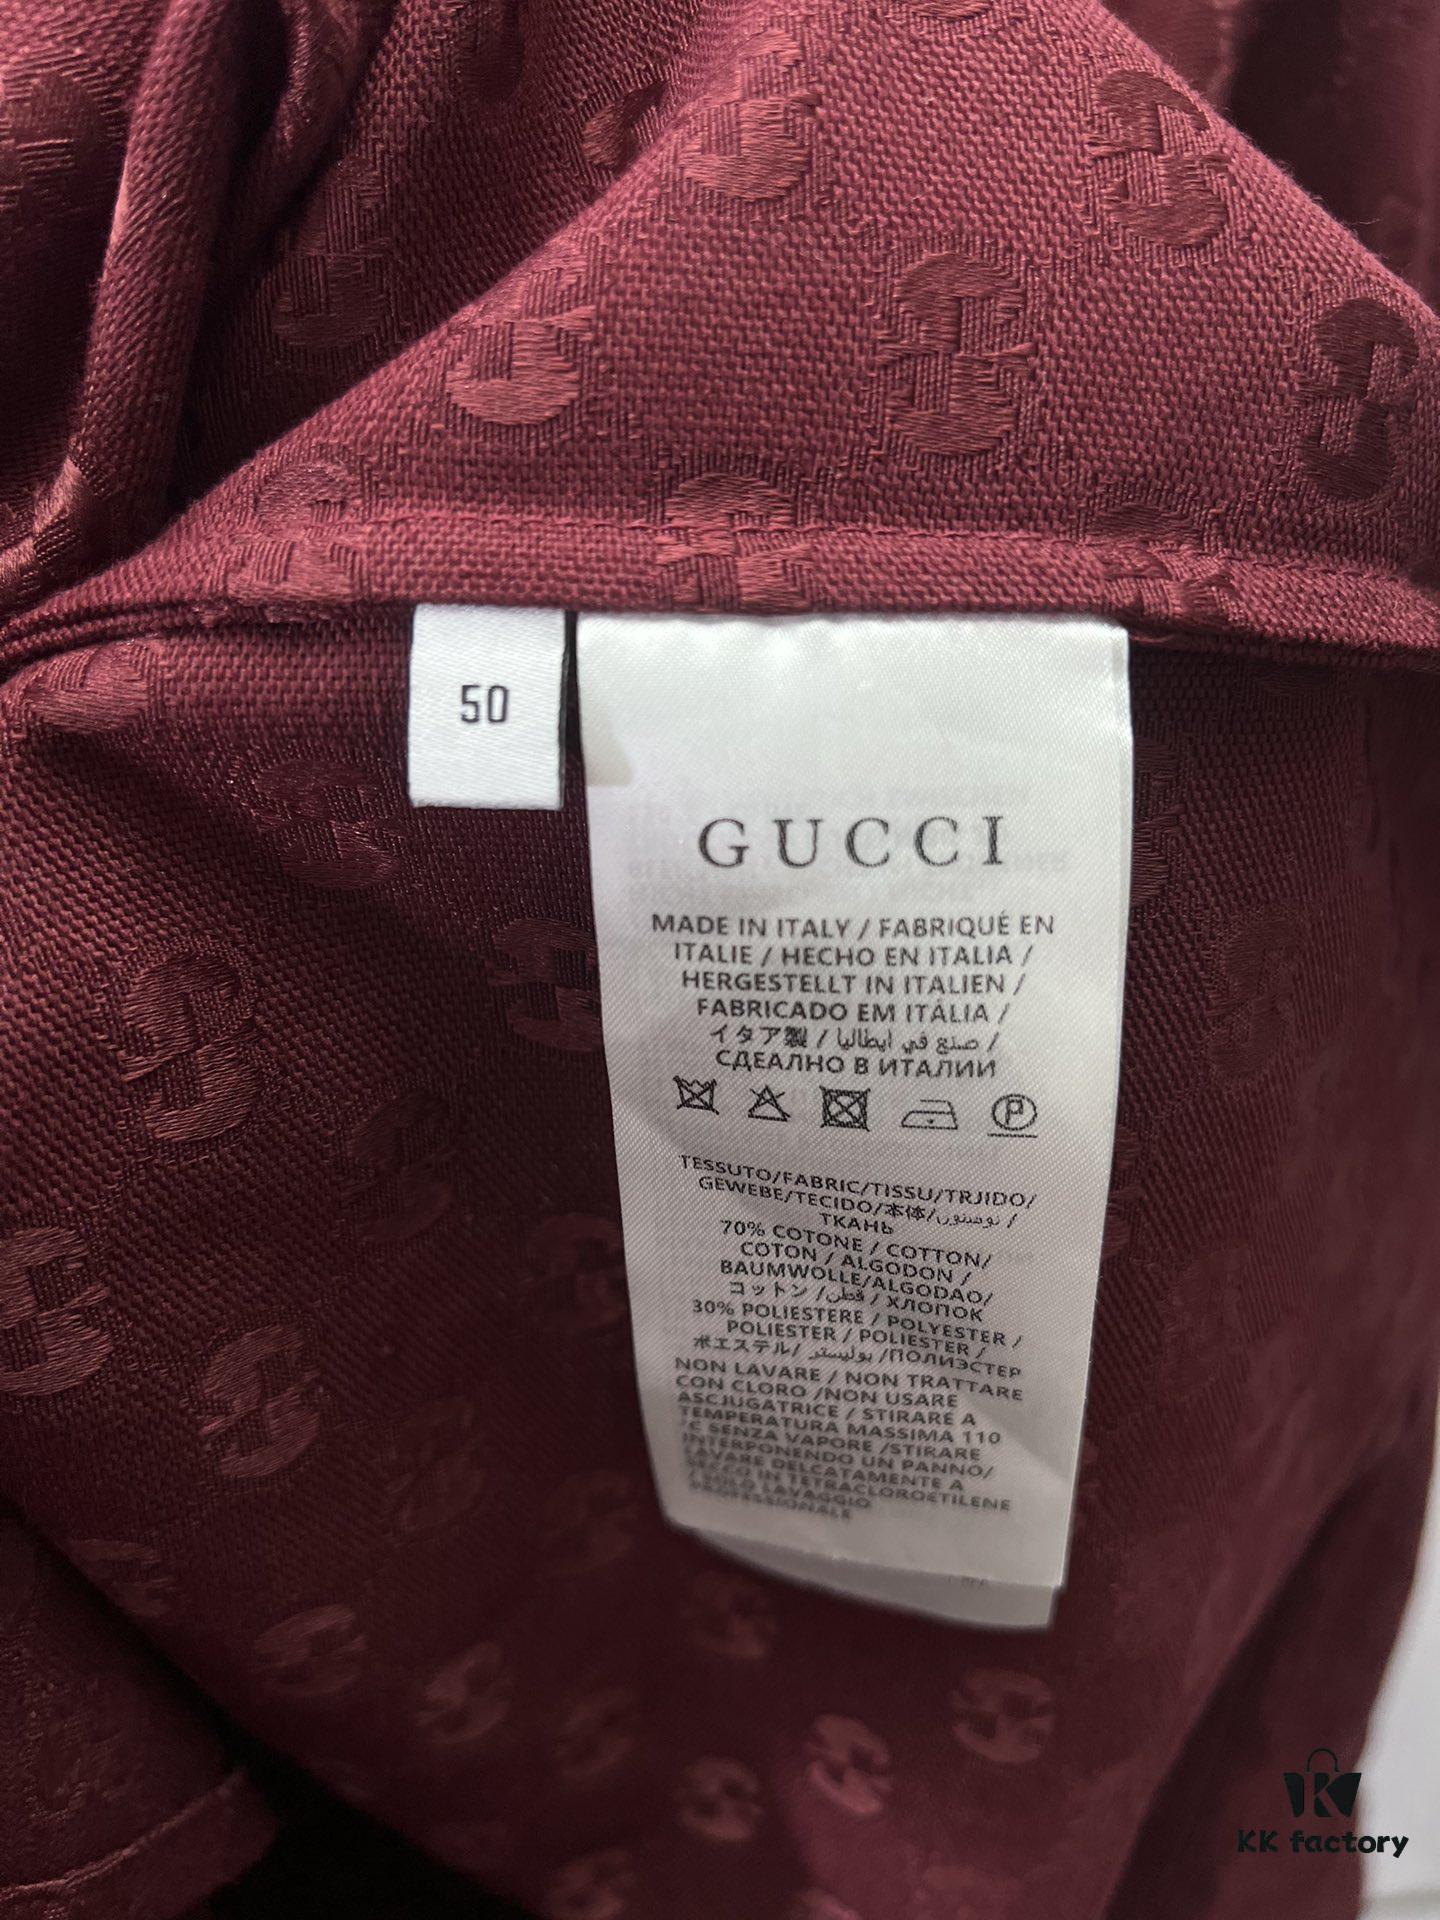 50
GUCCI
MADE IN ITALY / FABRIQUÉ EN
ITALIE / HECHO EN ITALIA /
HERGESTELLT IN ITALIEN /
FABRICADO EM ITÁLIA /
イタア製 / صنع في ايطاليا /
СДЕАЛНО В ИТАЛИИ
P
TESSUTO/FABRIC/TISSU/TRJIDO/
GEWEBE/TECIDO/本体/ /
ТКАНЬ
70% COTONE / COTTON/
COTON / ALGODON /
BAUMWOLLE/ALGODAO/
コットン /قطن / ХЛОПОК
30% POLIESTERE / POLYESTER /
POLIESTER / POLIESTER /
ポエステル/ بوليستر /ПОЛИЭСТЕР
NON LAVARE / NON TRATTARE
CON CLORO /NON USARE
ASCJUGATRICE / STIRARE A
TEMPERATURA MASSIMA 110
°C SENZA VAPORE /STIRARE
INTERPONENDO UN PANNO/
LAVARE DELCATAMENTE A
SECCO IN TETRACLOROETILENE
/ SOLO LAVAGGIO
PROFESSIONALE
KK factory